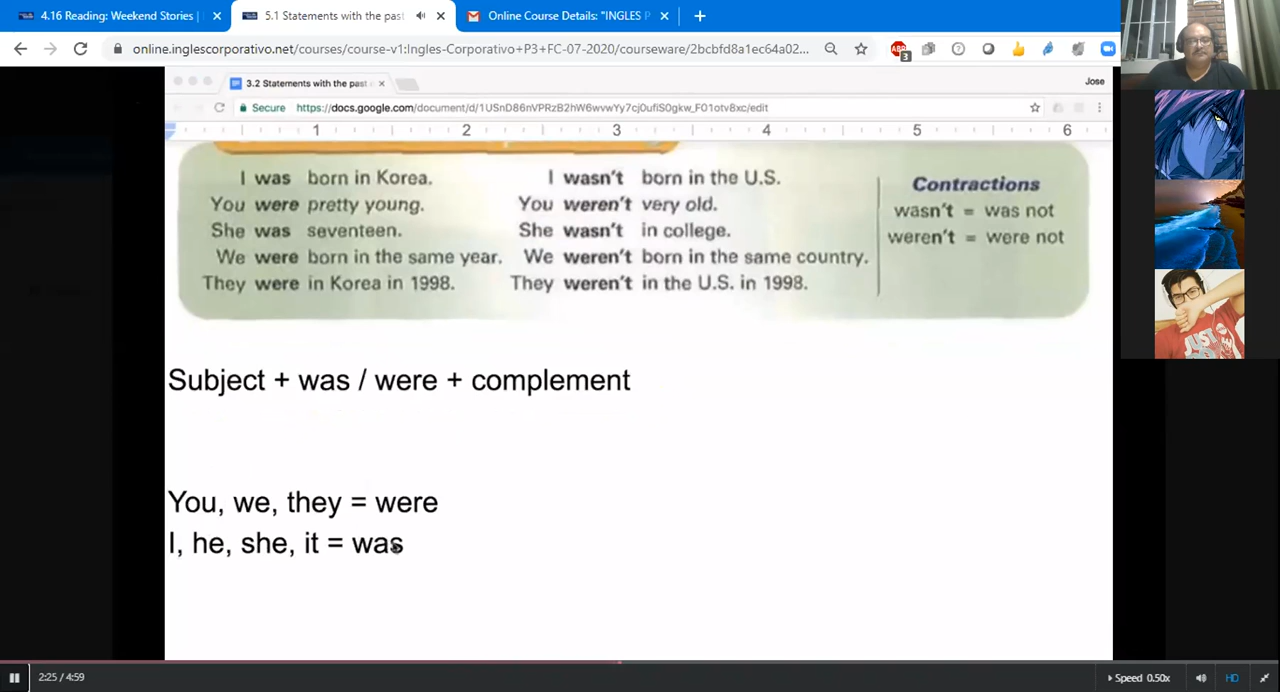 4.16 Reading: Weekend Stories |
5.1 Statements with the past
Online Course Details: "INGLES P
online.inglescorporativo.net/courses/course-v1:Ingles-Corporativo+P3+FC-07-2020/courseware/2bcbfd8a1ec64a02...
ABP
3
3.2 Statements with the past
Jose
Secure
https://docs.google.com/document/d/1USnD86nVPRzB2hW6wvwYy7cj0ufiS0gkw_F01otv8xc/edit
1 2 3 4 5 6
I was born in Korea.
You were pretty young.
She was seventeen.
We were born in the same year.
They were in Korea in 1998.
I wasn't born in the U.S.
You weren't very old.
She wasn't in college.
We weren't born in the same country.
They weren't in the U.S. in 1998.
Contractions
wasn't = was not
weren't = were not
Subject + was / were + complement
You, we, they = were
I, he, she, it = was
JUST
2:25 / 4:59
Speed 0.50x
HD